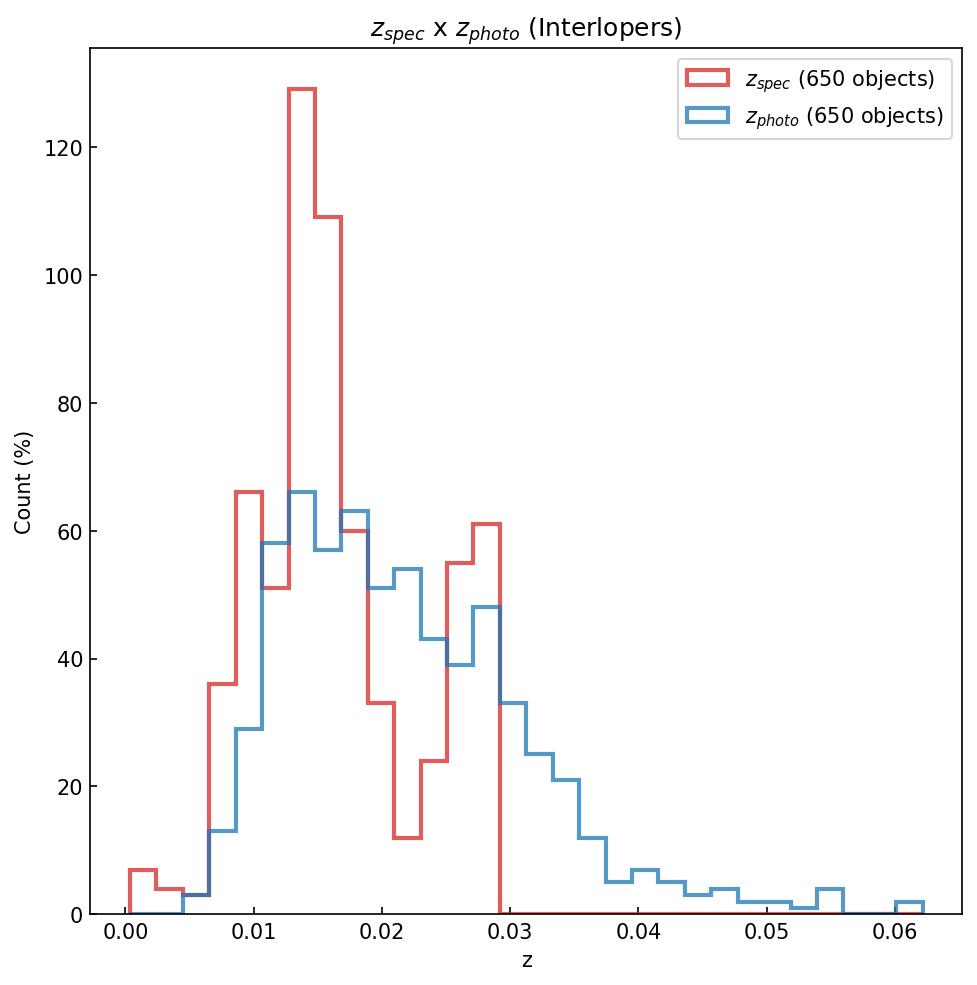 z_spec x z_photo (Interlopers)
z_spec (650 objects)
z_photo (650 objects)
Count (%)
120
100
80
60
40
20
0
0.00 0.01 0.02 0.03 0.04 0.05 0.06
z